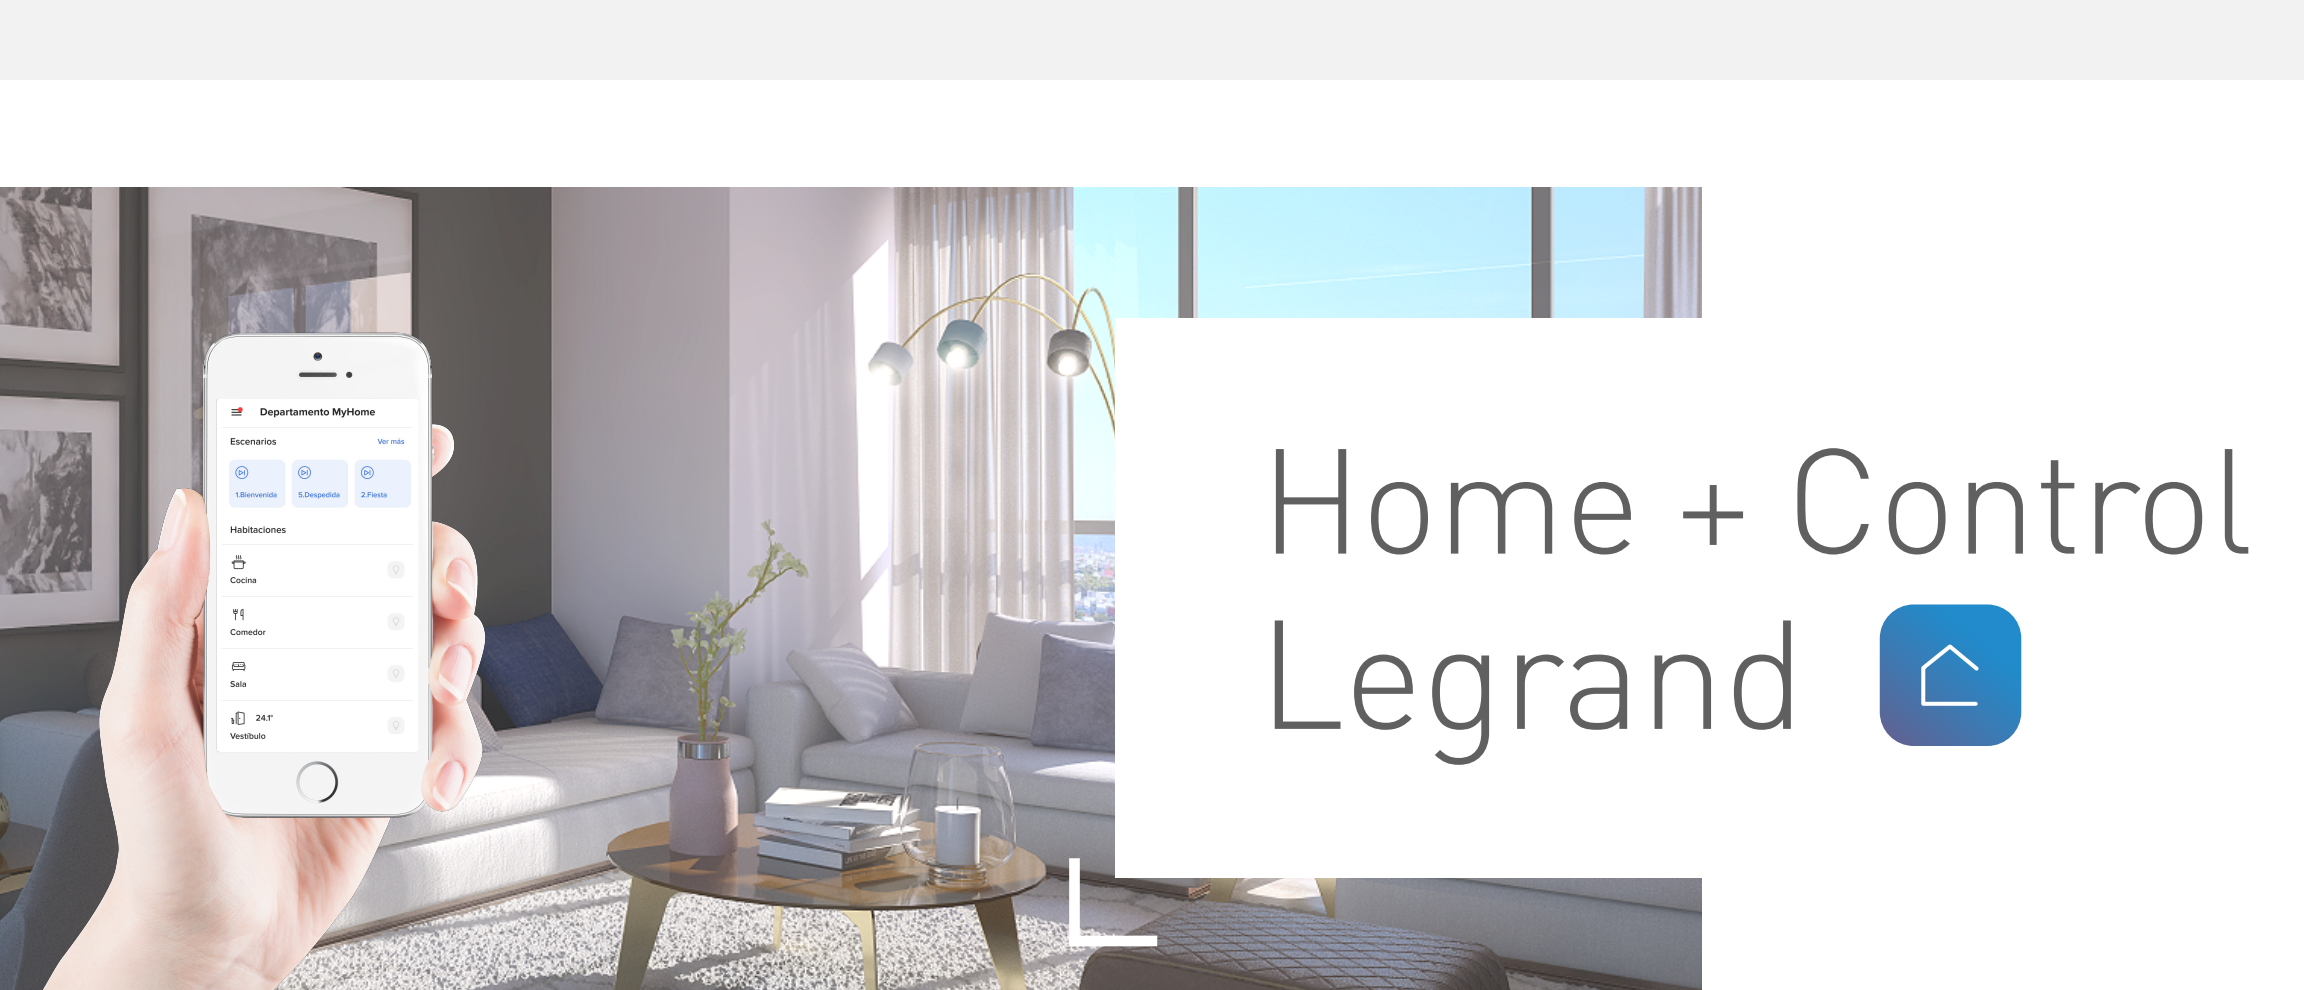 Departamento MyHome
Escenarios Ver más
1.Bienvenida 5.Despedida 2.Fiesta
Habitaciones
Cocina
Comedor
Sala
24.1°
Vestíbulo
Home + Control
Legrand